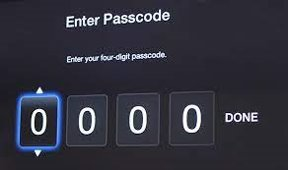 Enter Passcode
Enter your four-digit passcode.
0 0 0 0 DONE